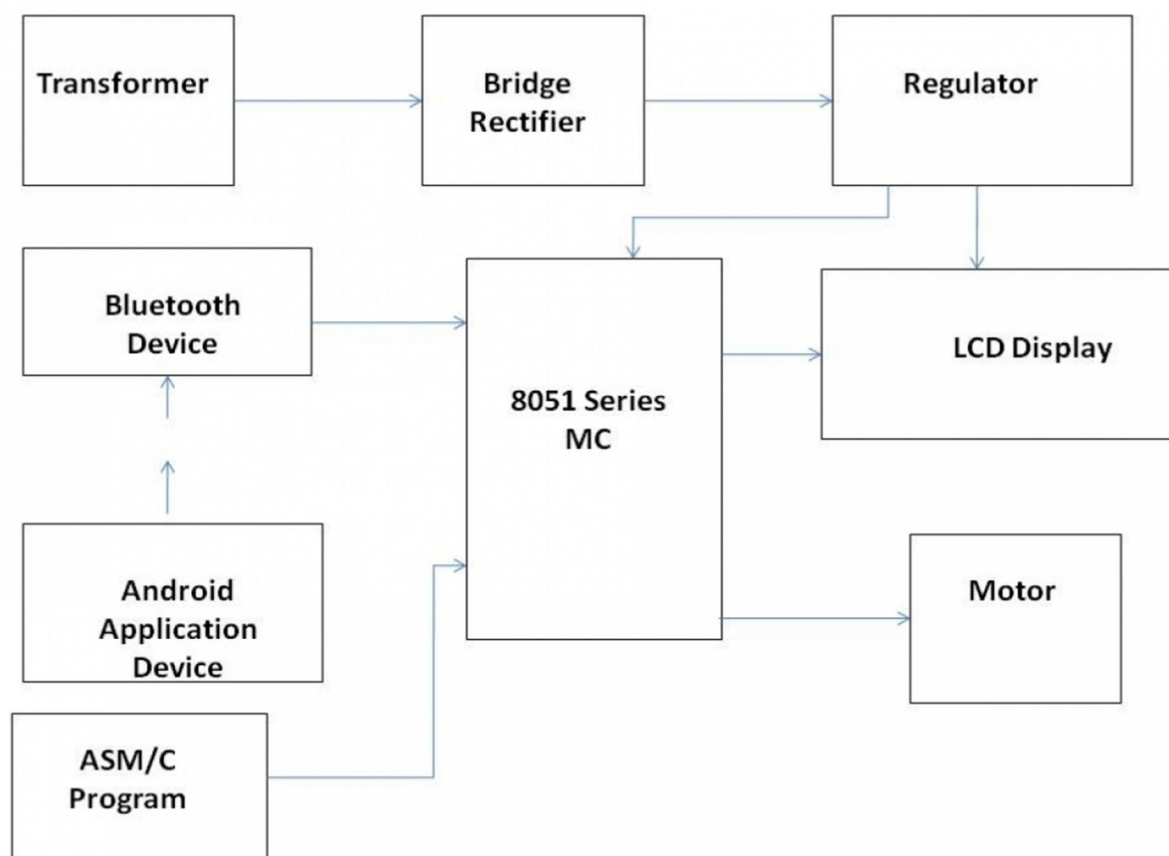 Transformer
Bridge
Rectifier
Regulator
Bluetooth
Device
8051 Series
MC
LCD Display
Android
Application
Device
Motor
ASM/C
Program